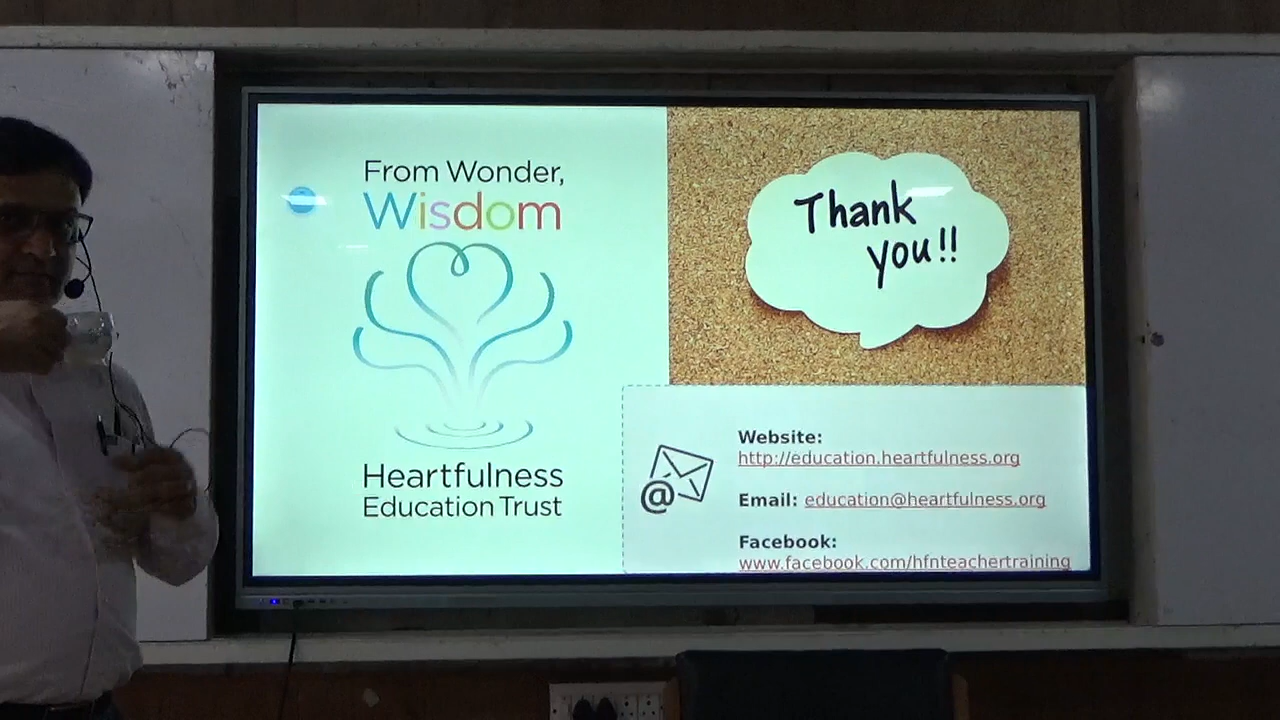 From Wonder,
Wisdom
Heartfulness
Education Trust
Thank
you!!
Website:
http://education.heartfulness.org
@
Email: education@heartfulness.org
Facebook:
www.facebook.com/hfnteachertraining